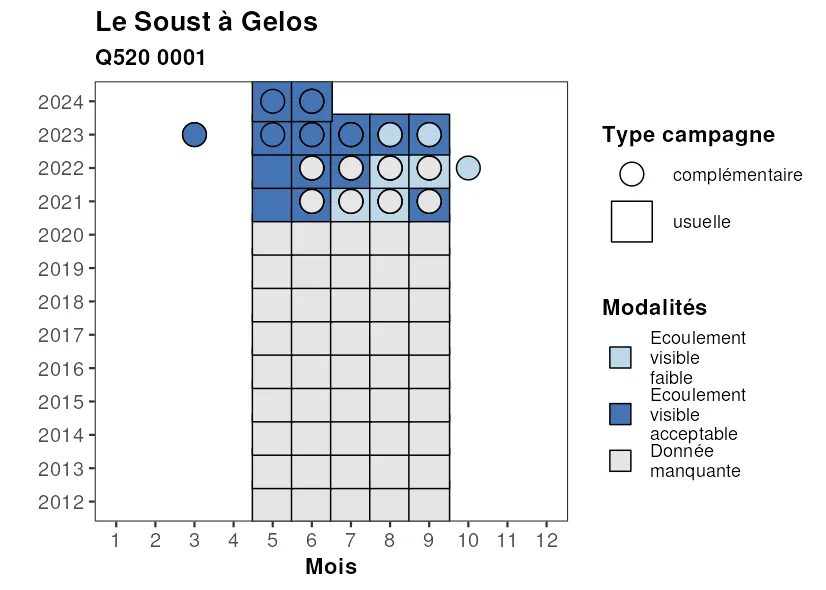 Le Soust à Gelos
Q520 0001
2024
2023
2022
2021
2020
2019
2018
2017
2016
2015
2014
2013
2012
1 2 3 4 5 6 7 8 9 10 11 12
Mois
Type campagne
complémentaire
usuelle
Modalités
Ecoulement
visible
faible
Ecoulement
visible
acceptable
Donnée
manquante